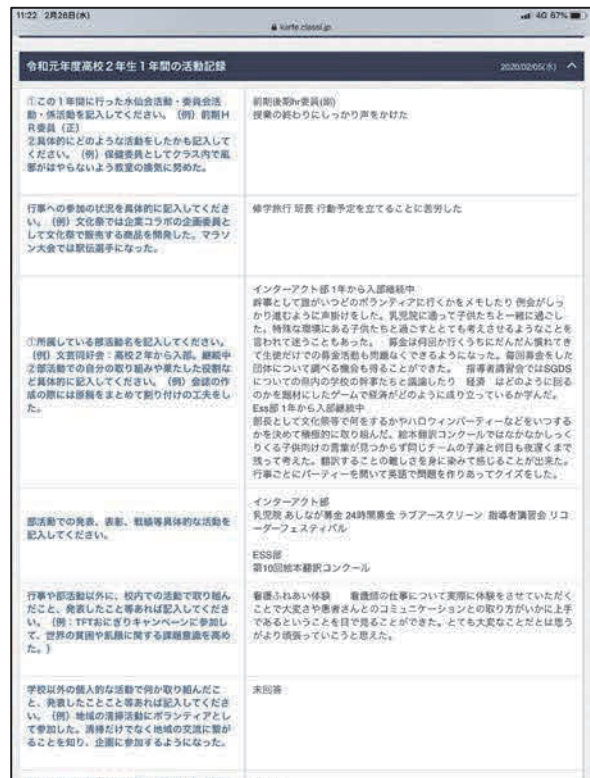 11:22 2月26日(水)
4G 67%
karte.classi.jp
令和元年度高校2年生1年間の活動記録
2020/02/05(水)
①この1年間に行った水仙会活動・委員会活
動・係活動を記入してください。(例)前期H
R委員(正)
②具体的にどのような活動をしたかも記入して
ください。(例)保健委員としてクラス内で風
邪がはやらないよう教室の換気に努めた。
前期後期hr委員(副)
授業の終わりにしっかり声をかけた
行事への参加の状況を具体的に記入してくださ
い。(例)文化祭では企業コラボの企画委員と
して文化祭で販売する商品を開発した。マラソ
ン大会では駅伝選手になった。
修学旅行 班長 行動予定を立てることに苦労した
①所属している部活動名を記入してください。
(例)文芸同好会:高校2年から入部。継続中
②部活動での自分の取り組みや果たした役割な
ど具体的に記入してください。(例)会誌の作
成の際には原稿をまとめて割り付けの工夫をし
た。
インターアクト部 1年から入部継続中
幹事として誰がいつどのボランティアに行くかをメモしたり 例会がしっ
かり進むように声掛けをした。乳児院に通って子供たちと一緒に過ごし
た。特殊な環境にある子供たちと過ごすととても考えさせるようなことを
言われて迷うこともあった。 募金は何回か行くうちにだんだん慣れてき
て生徒だけでの募金活動も問題なくできるようになった。毎回募金をした
団体について調べる機会も得ることができた。 指導者講習会ではSGDS
についての県内の学校の幹事たちと議論したり 経済 はどのように回る
のかを題材にしたゲームで経済がどのように成り立っているか学んだ。
Ess部 1年から入部継続中
部長として文化祭等で何をするかやハロウィンパーティーなどをいつする
かを決めて積極的に取り組んだ。絵本翻訳コンクールではなかなかしっく
りくる子供向けの言葉が見つからず同じチームの子達と何日も夜遅くまで
残って考えた。翻訳することの難しさを身に染みて感じることが出来た。
行事ごとにパーティーを開いて英語で問題を作りあってクイズをした。
部活動での発表、表彰、戦績等具体的な活動を
記入してください。
インターアクト部
乳児院 あしなが募金 24時間募金 ラブアースクリーン 指導者講習会 リコ
ーダーフェスティバル
ESS部
第10回絵本翻訳コンクール
行事や部活動以外に、校内での活動で取り組ん
だこと、発表したこと等あれば記入してくださ
い。(例:TFTおにぎりキャンペーンに参加し
て、世界の貧困や飢餓に関する課題意識を高め
た。)
看護ふれあい体験 看護師の仕事について実際に体験をさせていただく
ことで大変さや患者さんとのコミュニケーションとの取り方がいかに上手
であるということを目で見ることができた。とても大変なことだとは思う
がより頑張っていこうと思えた。
学校以外の個人的な活動で何か取り組んだこ
と、発表したことこと等あれば記入してくださ
い。(例)地域の清掃活動にボランティアとし
て参加した。清掃だけでなく地域の交流に繋が
ることを知り、企画に参加するようになった。
未回答